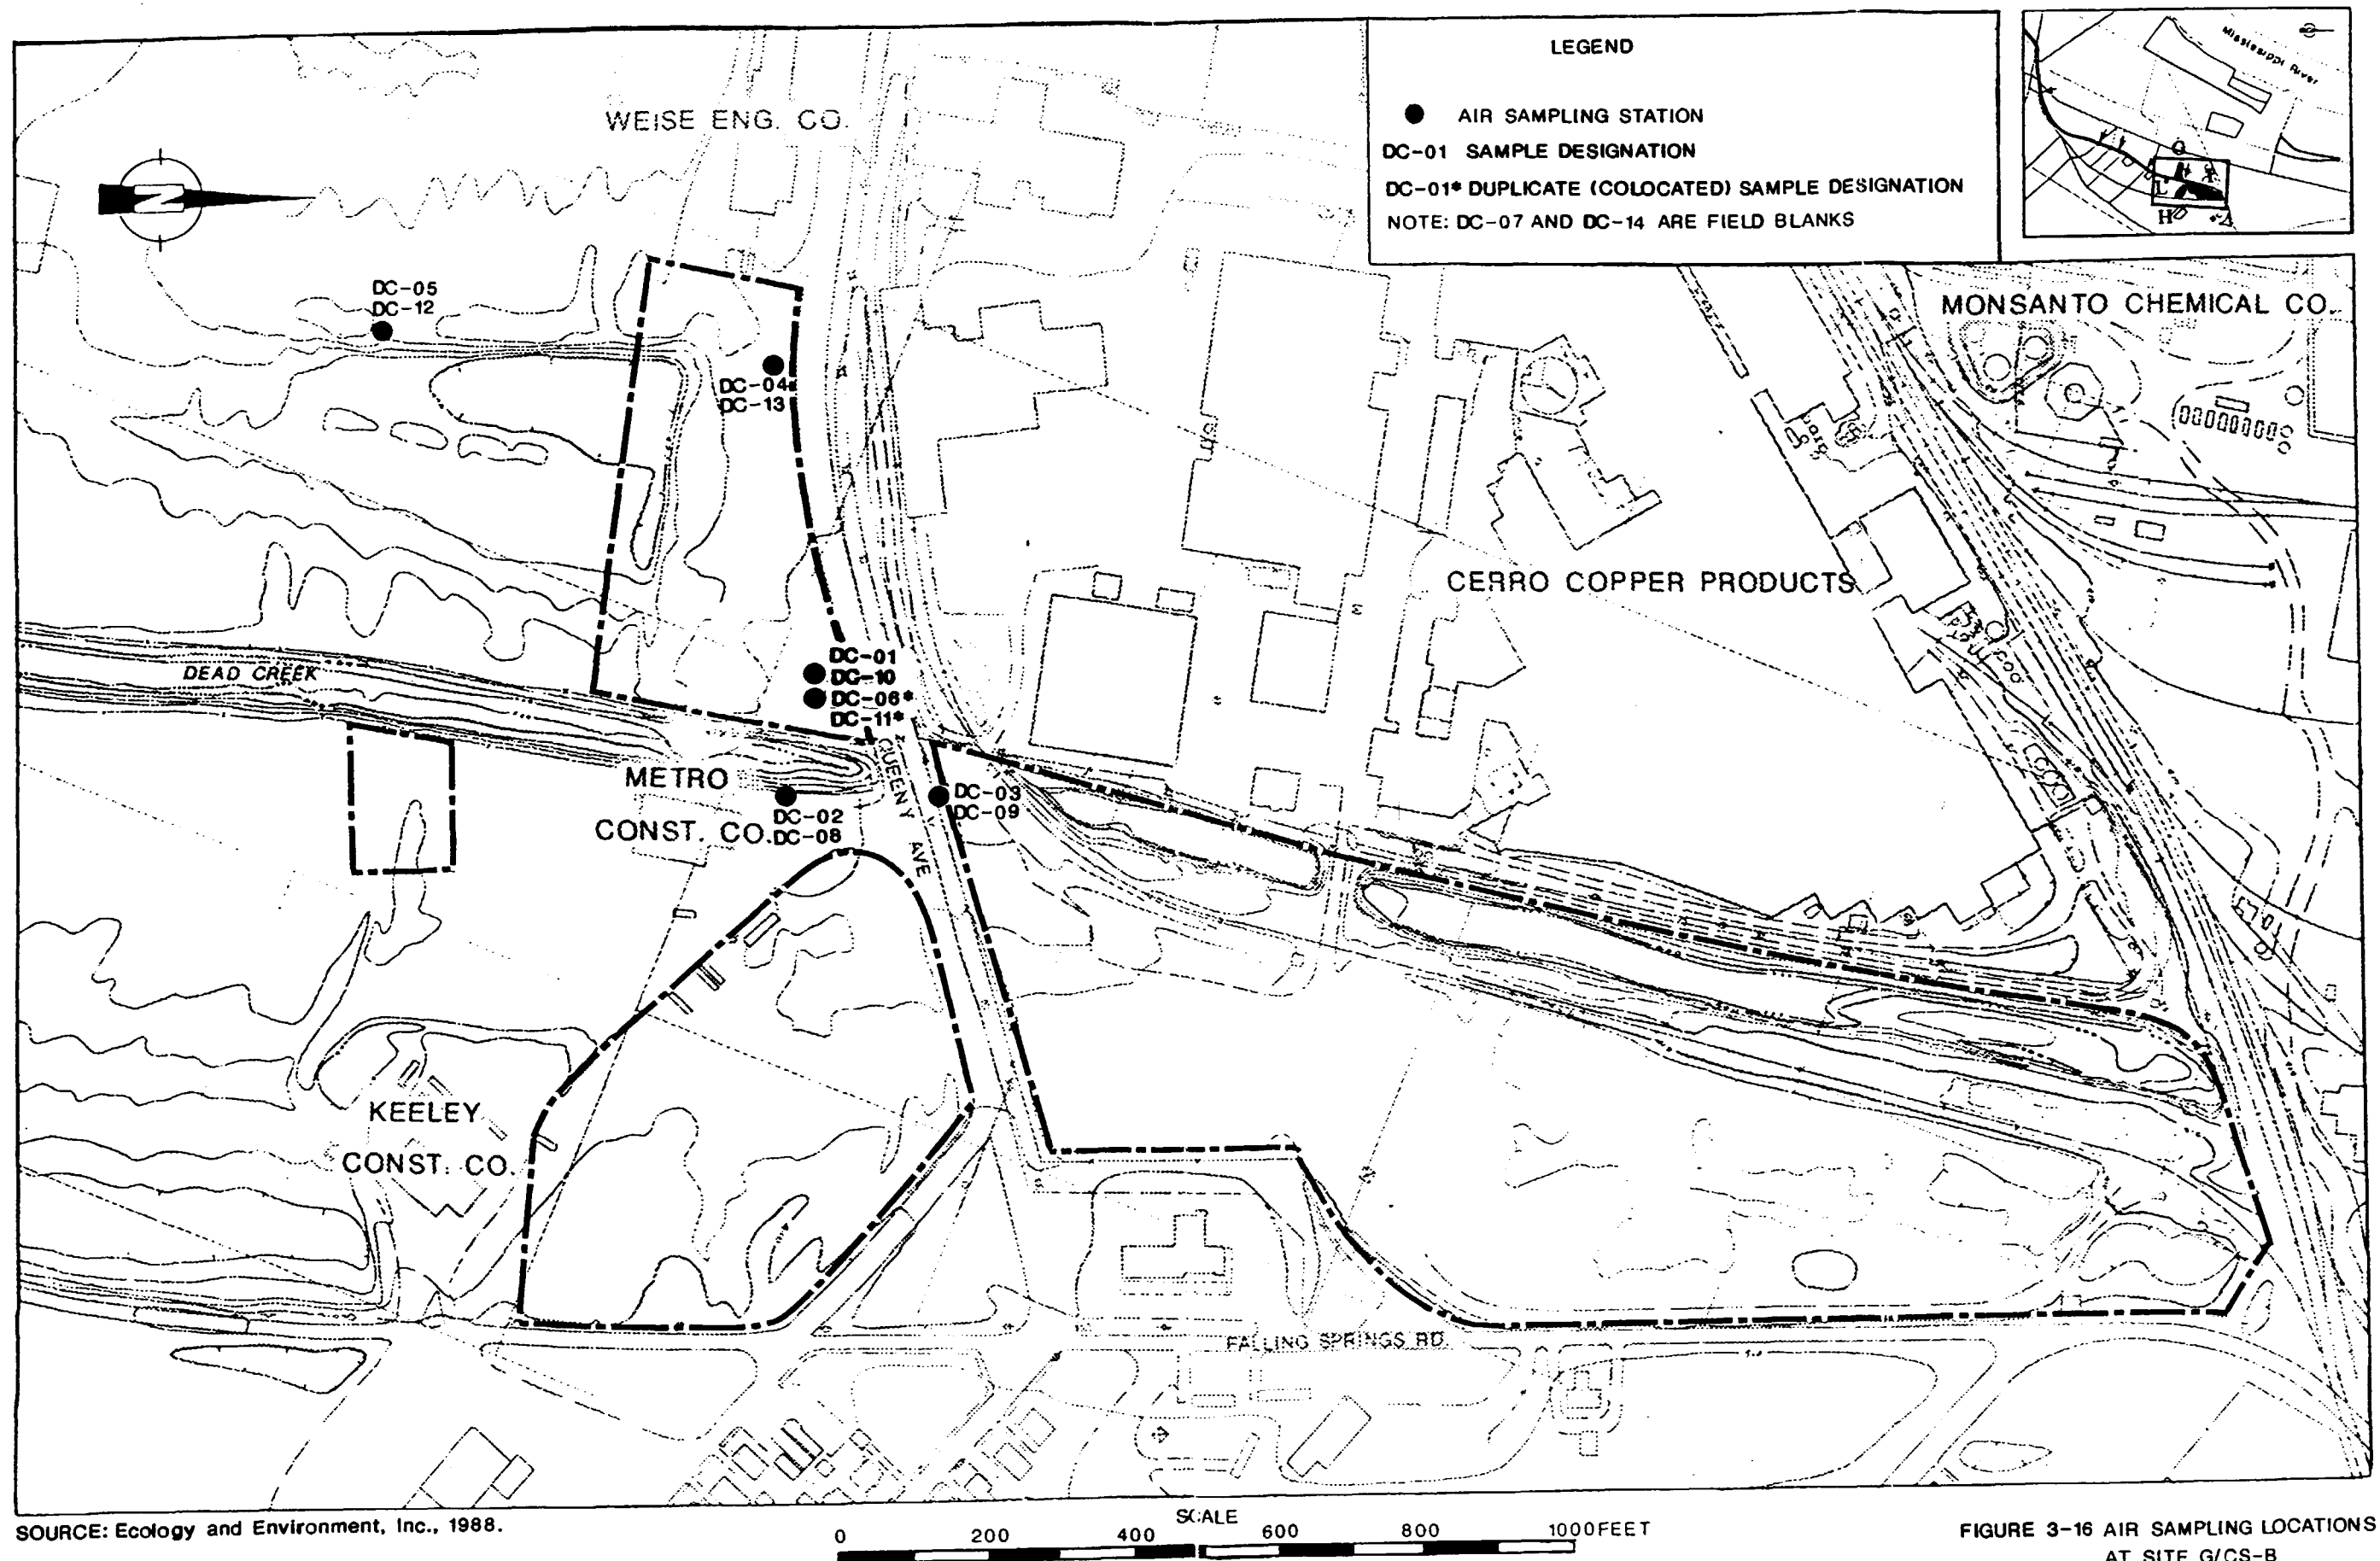 LEGEND
AIR SAMPLING STATION
DC-01 SAMPLE DESIGNATION
DC-01* DUPLICATE (COLOCATED) SAMPLE DESIGNATION
NOTE: DC-07 AND DC-14 ARE FIELD BLANKS
Mississippi River
H
WEISE ENG. CO.
N
DC-05
DC-12
MONSANTO CHEMICAL CO.
DC-04
DC-13
CERRO COPPER PRODUCTS
DEAD CREEK
DC-01
DC-10
DC-06*
DC-11*
QUEENY AVE
METRO
CONST. CO.
DC-02
DC-08
DC-03
DC-09
KEELEY
CONST. CO.
FALLING SPRINGS RD.
SOURCE: Ecology and Environment, Inc., 1988.
SCALE
0 200 400 600 800 1000 FEET
FIGURE 3-16 AIR SAMPLING LOCATIONS
AT SITE G/CS-B